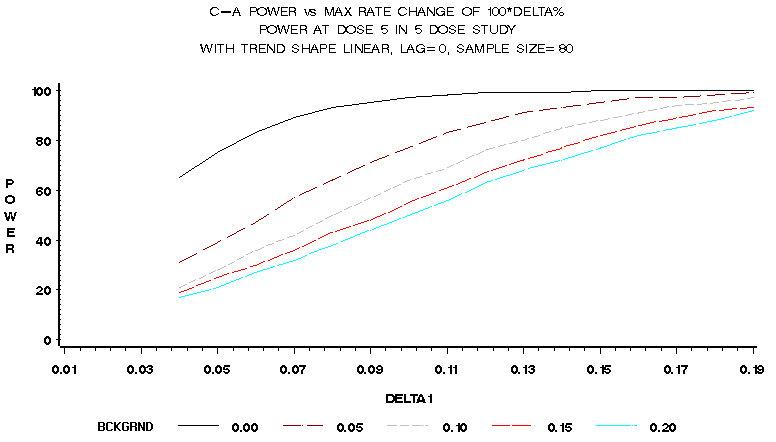 C-A POWER vs MAX RATE CHANGE OF 100*DELTA%
POWER AT DOSE 5 IN 5 DOSE STUDY
WITH TREND SHAPE LINEAR, LAG=0, SAMPLE SIZE=80
100
80
60
40
20
0
POWER
0.01 0.03 0.05 0.07 0.09 0.11 0.13 0.15 0.17 0.19
DELTA1
BCKGRND 0.00 0.05 0.10 0.15 0.20